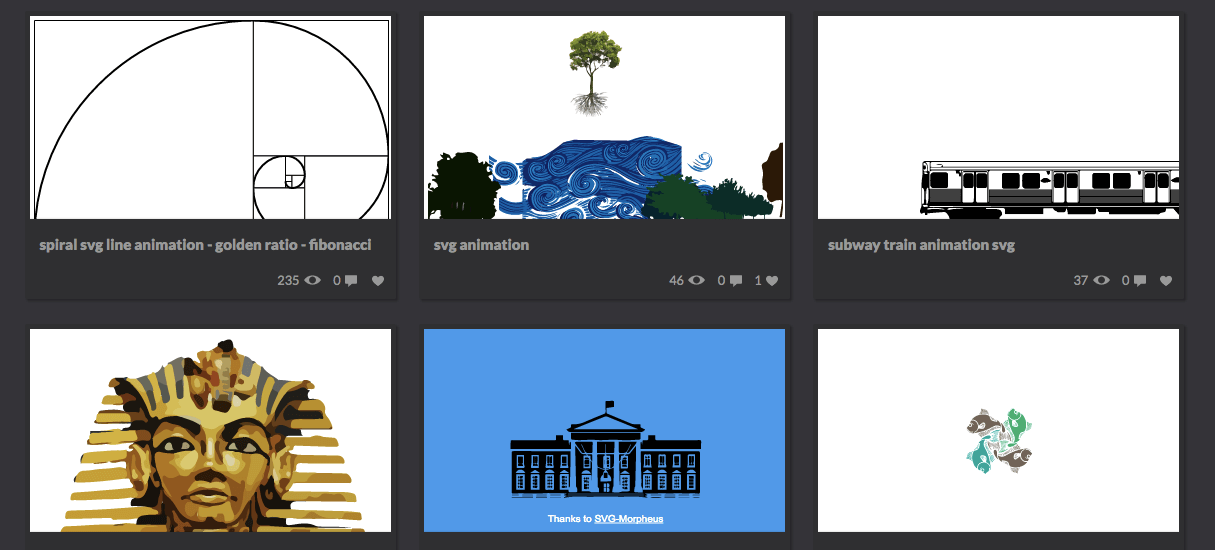 spiral svg line animation - golden ratio - fibonacci
235 0
svg animation
46 0 1
subway train animation svg
37 0
Thanks to SVG-Morpheus